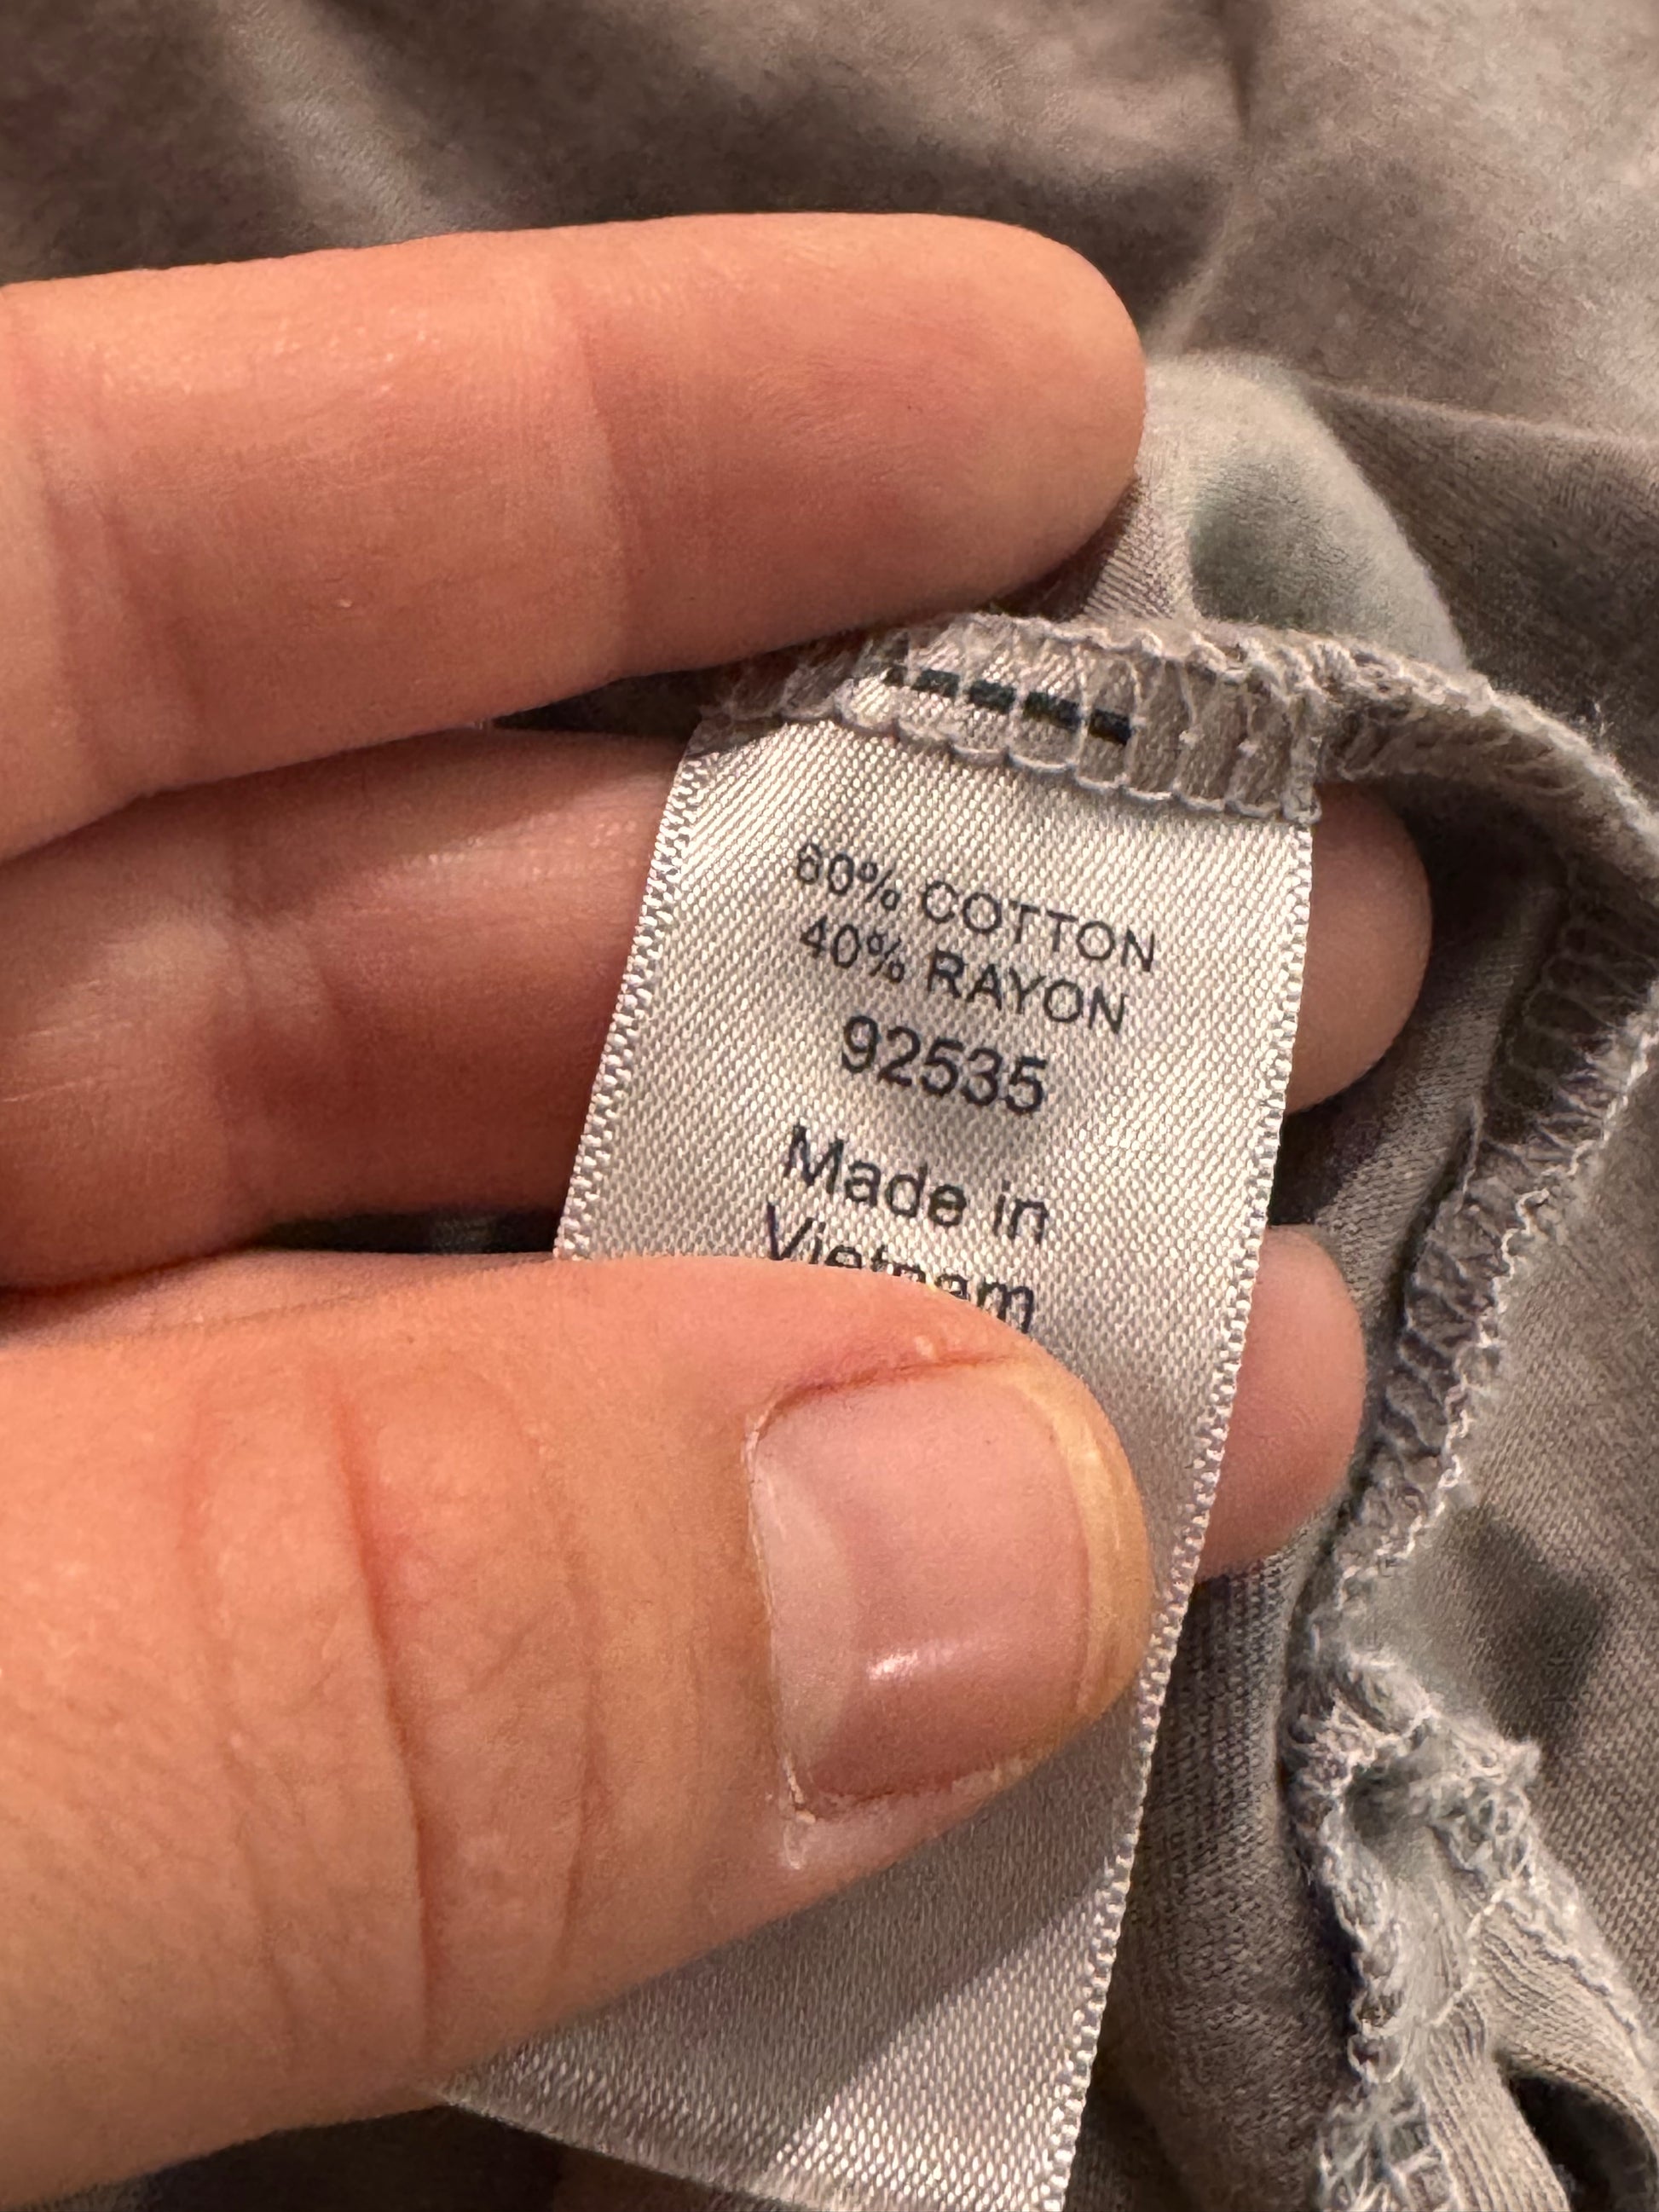 60% COTTON
40% RAYON
92535
Made in
Vietnam